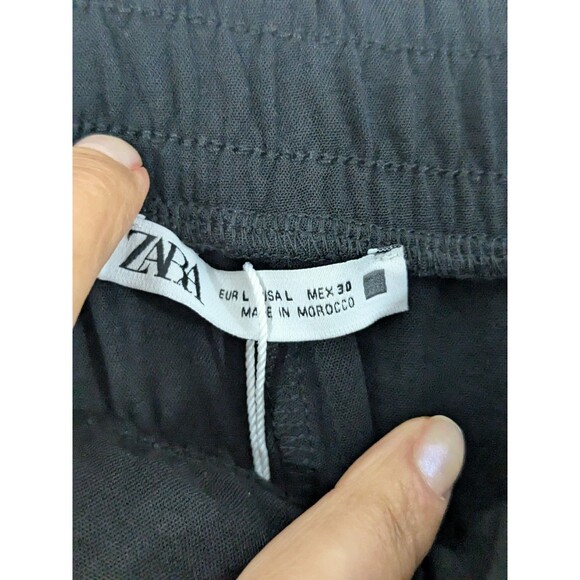 ZARA
EUR L USA L MEX 30
MADE IN MOROCCO